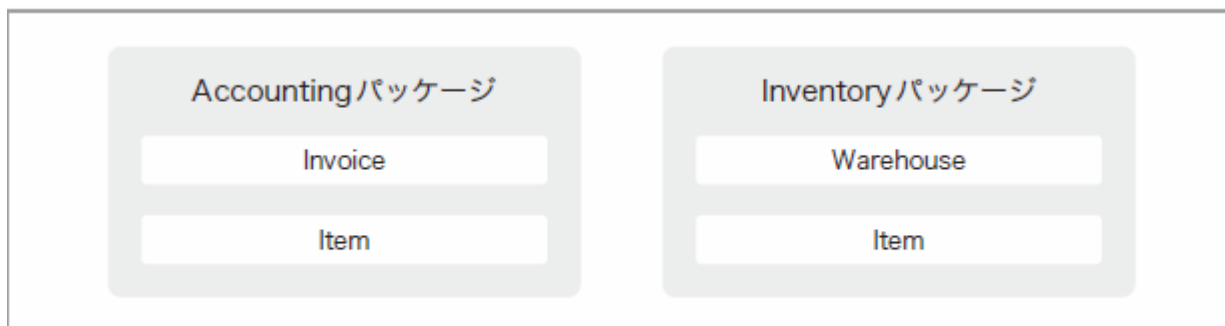 Accountingパッケージ
Invoice
Item
Inventoryパッケージ
Warehouse
Item